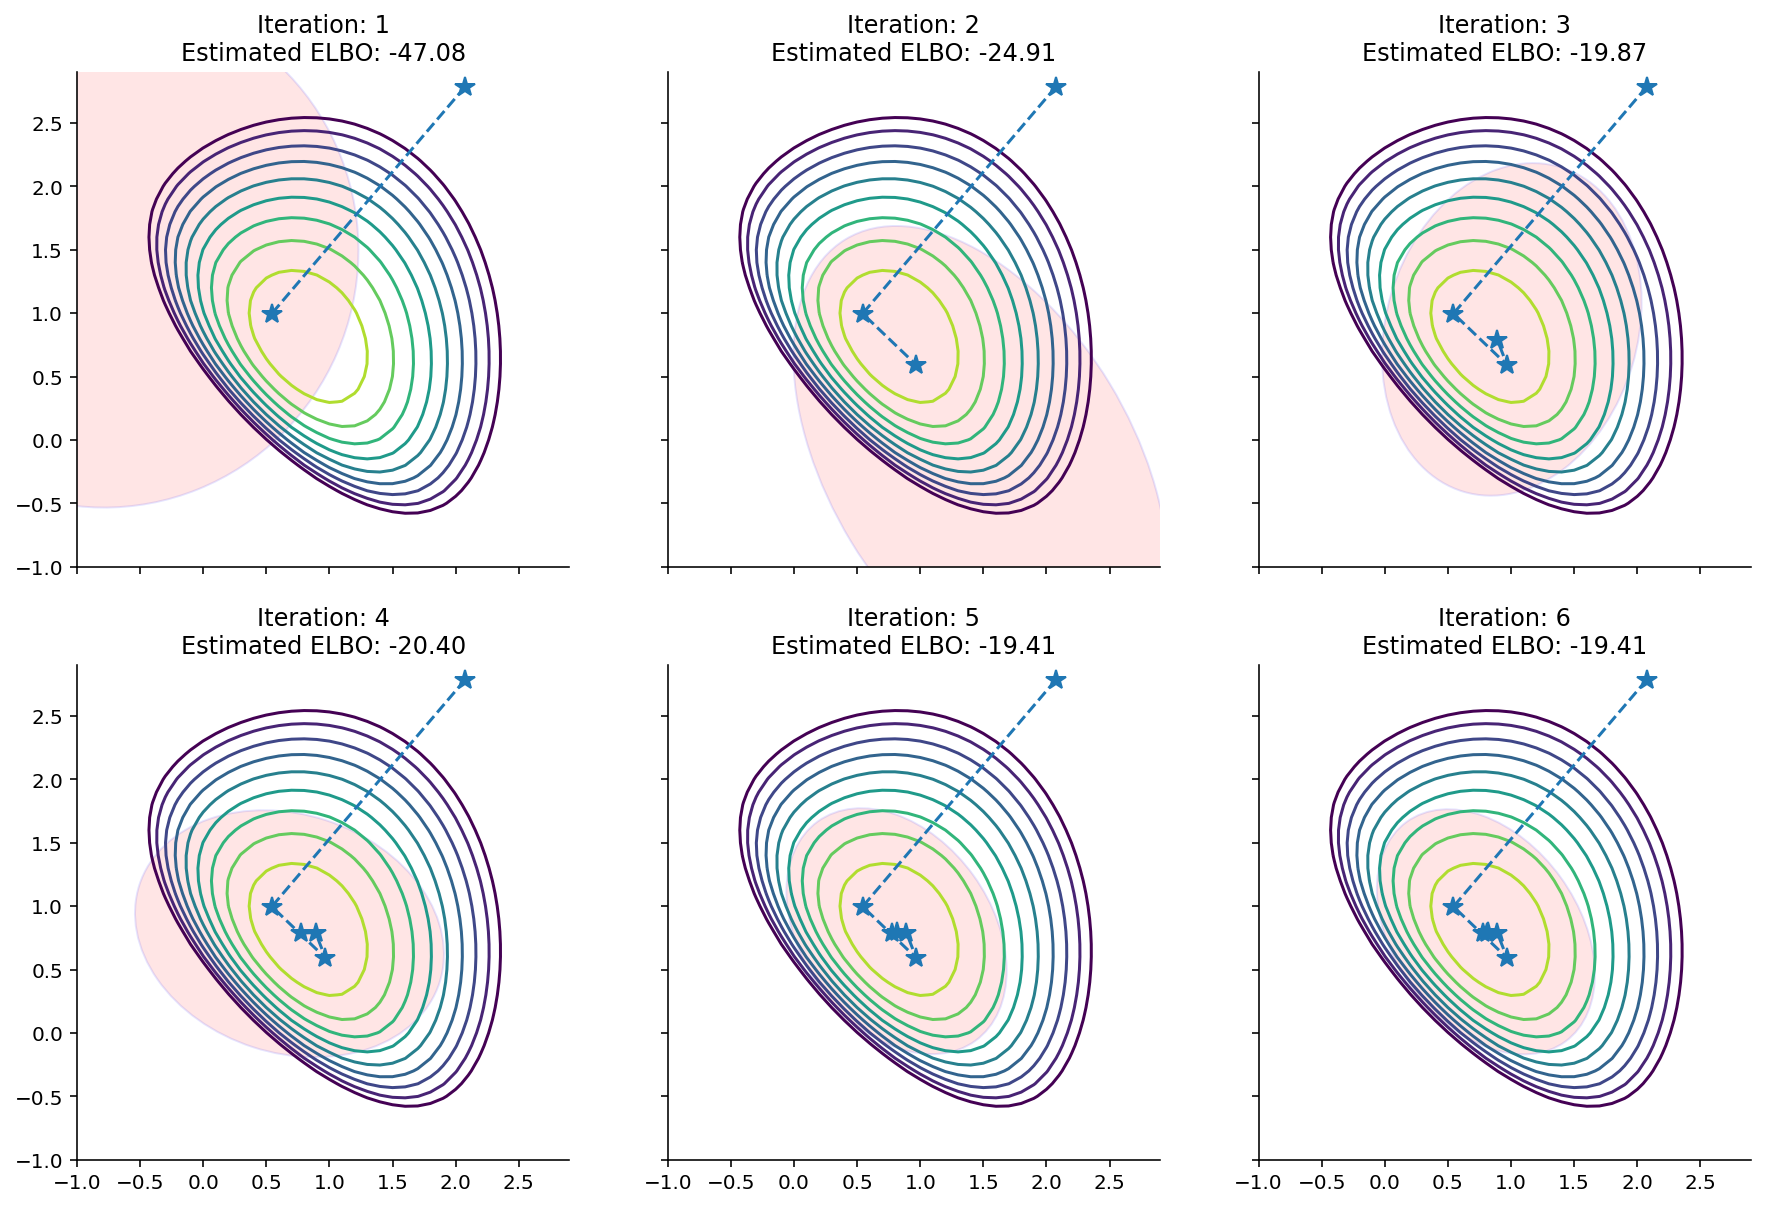 Iteration: 1
Estimated ELBO: -47.08
Iteration: 2
Estimated ELBO: -24.91
Iteration: 3
Estimated ELBO: -19.87
2.5
2.0
1.5
1.0
0.5
0.0
−0.5
−1.0
Iteration: 4
Estimated ELBO: -20.40
Iteration: 5
Estimated ELBO: -19.41
Iteration: 6
Estimated ELBO: -19.41
2.5
2.0
1.5
1.0
0.5
0.0
−0.5
−1.0
−1.0 −0.5 0.0 0.5 1.0 1.5 2.0 2.5
−1.0 −0.5 0.0 0.5 1.0 1.5 2.0 2.5
−1.0 −0.5 0.0 0.5 1.0 1.5 2.0 2.5